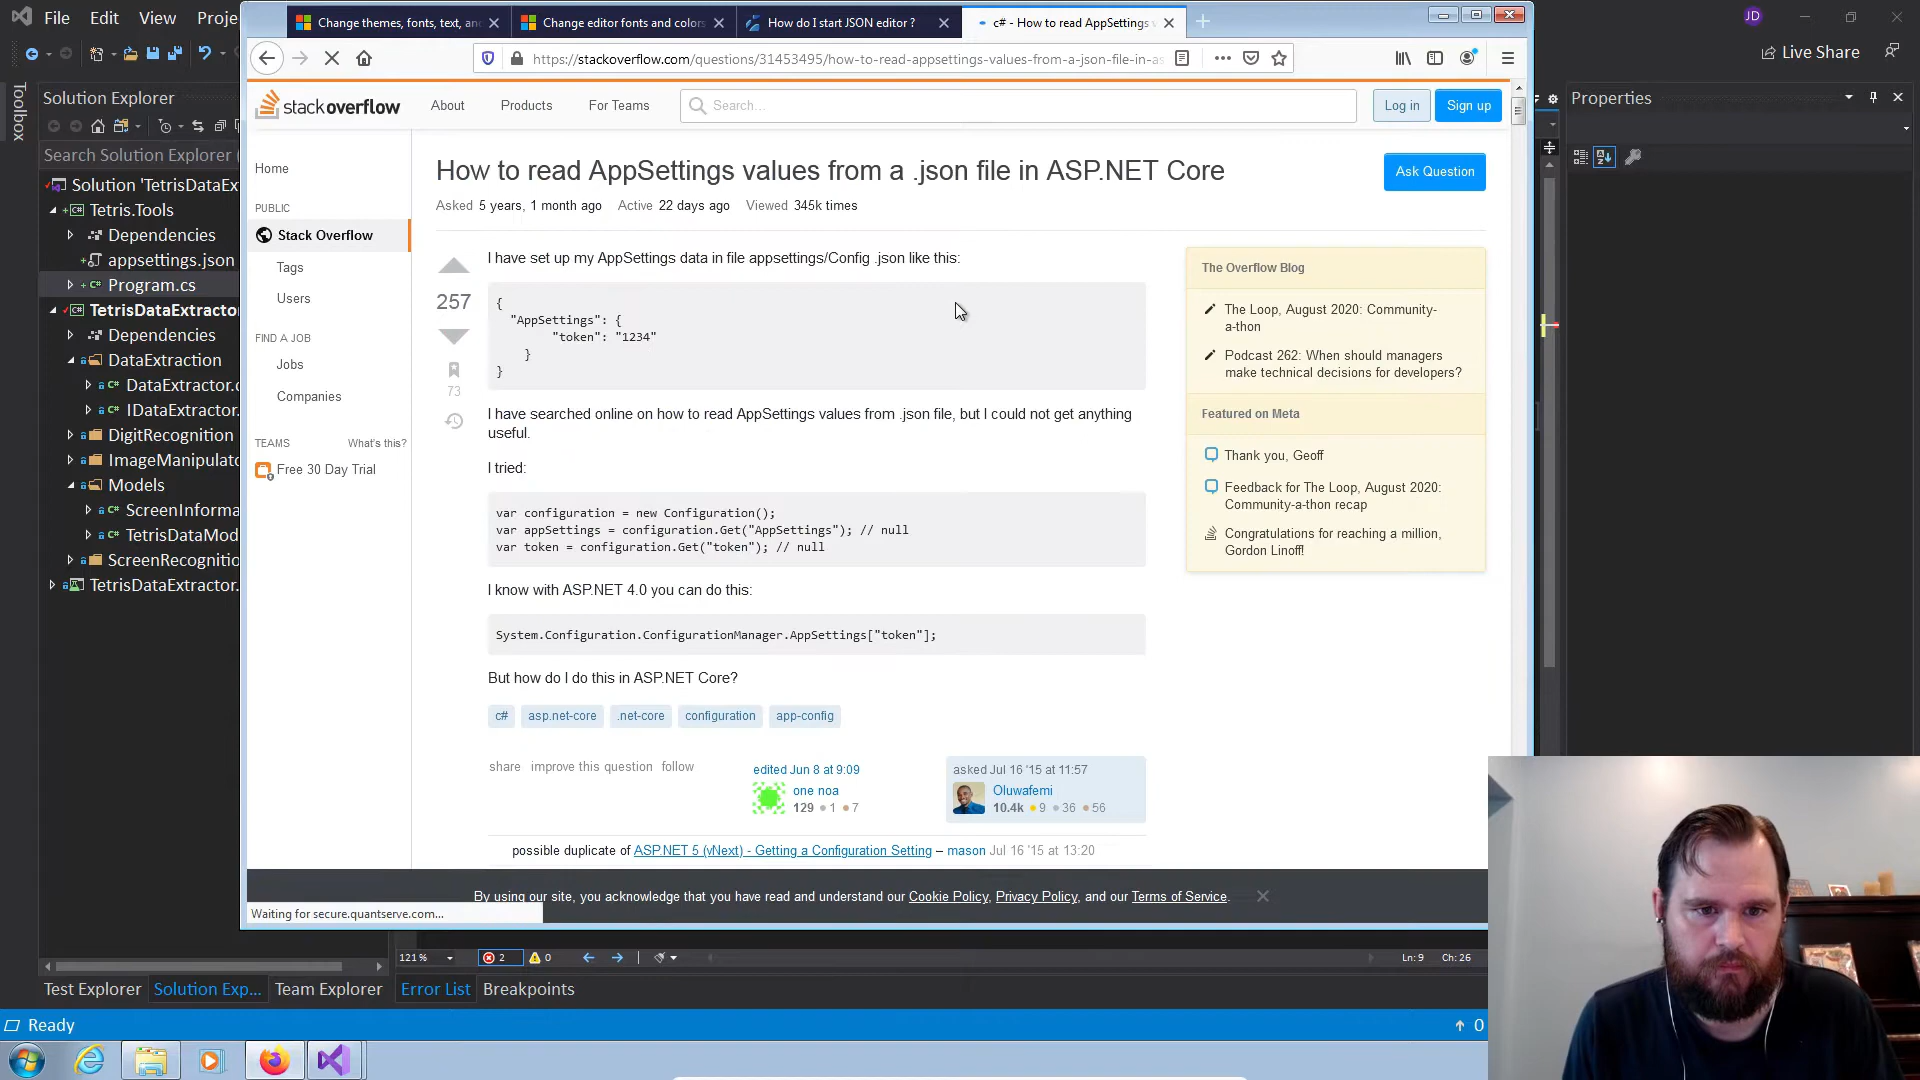 File Edit View Proje
Change themes, fonts, text, an
Change editor fonts and colors
How do I start JSON editor ?
c# - How to read AppSettings v
JD
Live Share
https://stackoverflow.com/questions/31453495/how-to-read-appsettings-values-from-a-json-file-in-as
Toolbox
Solution Explorer
Search Solution Explorer (
Solution 'TetrisDataEx
Tetris.Tools
Dependencies
appsettings.json
Program.cs
TetrisDataExtractor
Dependencies
DataExtraction
DataExtractor.c
IDataExtractor.
DigitRecognition
ImageManipulato
Models
ScreenInforma
TetrisDataMod
ScreenRecognitio
TetrisDataExtractor.
stackoverflow
About
Products
For Teams
Search...
Log in
Sign up
Home
PUBLIC
Stack Overflow
Tags
Users
FIND A JOB
Jobs
Companies
TEAMS
What's this?
Free 30 Day Trial
How to read AppSettings values from a .json file in ASP.NET Core
Ask Question
Asked 5 years, 1 month ago Active 22 days ago Viewed 345k times
257
73
I have set up my AppSettings data in file appsettings/Config .json like this:
{
"AppSettings": {
"token": "1234"
}
}
I have searched online on how to read AppSettings values from .json file, but I could not get anything
useful.
I tried:
var configuration = new Configuration();
var appSettings = configuration.Get("AppSettings"); // null
var token = configuration.Get("token"); // null
I know with ASP.NET 4.0 you can do this:
System.Configuration.ConfigurationManager.AppSettings["token"];
But how do I do this in ASP.NET Core?
c# asp.net-core .net-core configuration app-config
share improve this question follow
edited Jun 8 at 9:09
one noa
129 1 7
asked Jul 16 '15 at 11:57
Oluwafemi
10.4k 9 36 56
possible duplicate of ASP.NET 5 (vNext) - Getting a Configuration Setting – mason Jul 16 '15 at 13:20
The Overflow Blog
The Loop, August 2020: Community-
a-thon
Podcast 262: When should managers
make technical decisions for developers?
Featured on Meta
Thank you, Geoff
Feedback for The Loop, August 2020:
Community-a-thon recap
Congratulations for reaching a million,
Gordon Linoff!
By using our site, you acknowledge that you have read and understand our Cookie Policy, Privacy Policy, and our Terms of Service.
Waiting for secure.quantserve.com...
Properties
121 %
2
0
Ln: 9
Ch: 26
Test Explorer
Solution Exp...
Team Explorer
Error List
Breakpoints
Ready
0